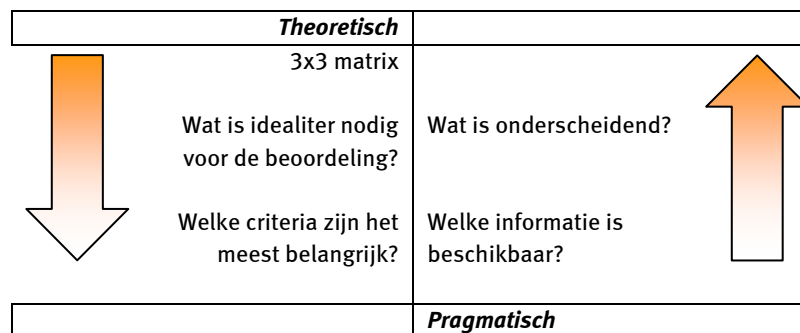 Theoretisch
3x3 matrix
Wat is idealiter nodig
voor de beoordeling?
Welke criteria zijn het
meest belangrijk?
Wat is onderscheidend?
Welke informatie is
beschikbaar?
Pragmatisch